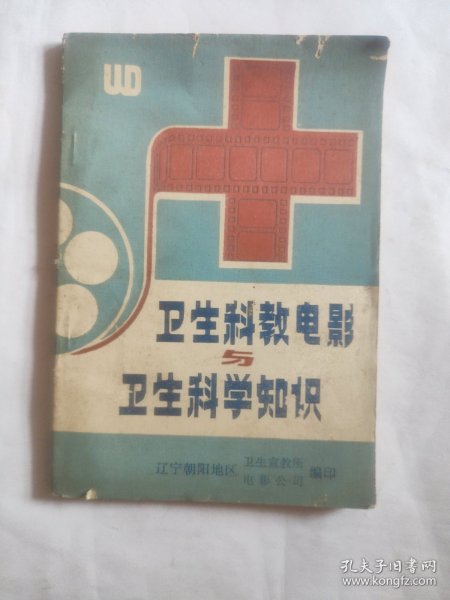 WD
卫生科教电影
与
卫生科学知识
辽宁朝阳地区 卫生宣教所 编印
电影公司
孔夫子旧书网
www.kongfz.com